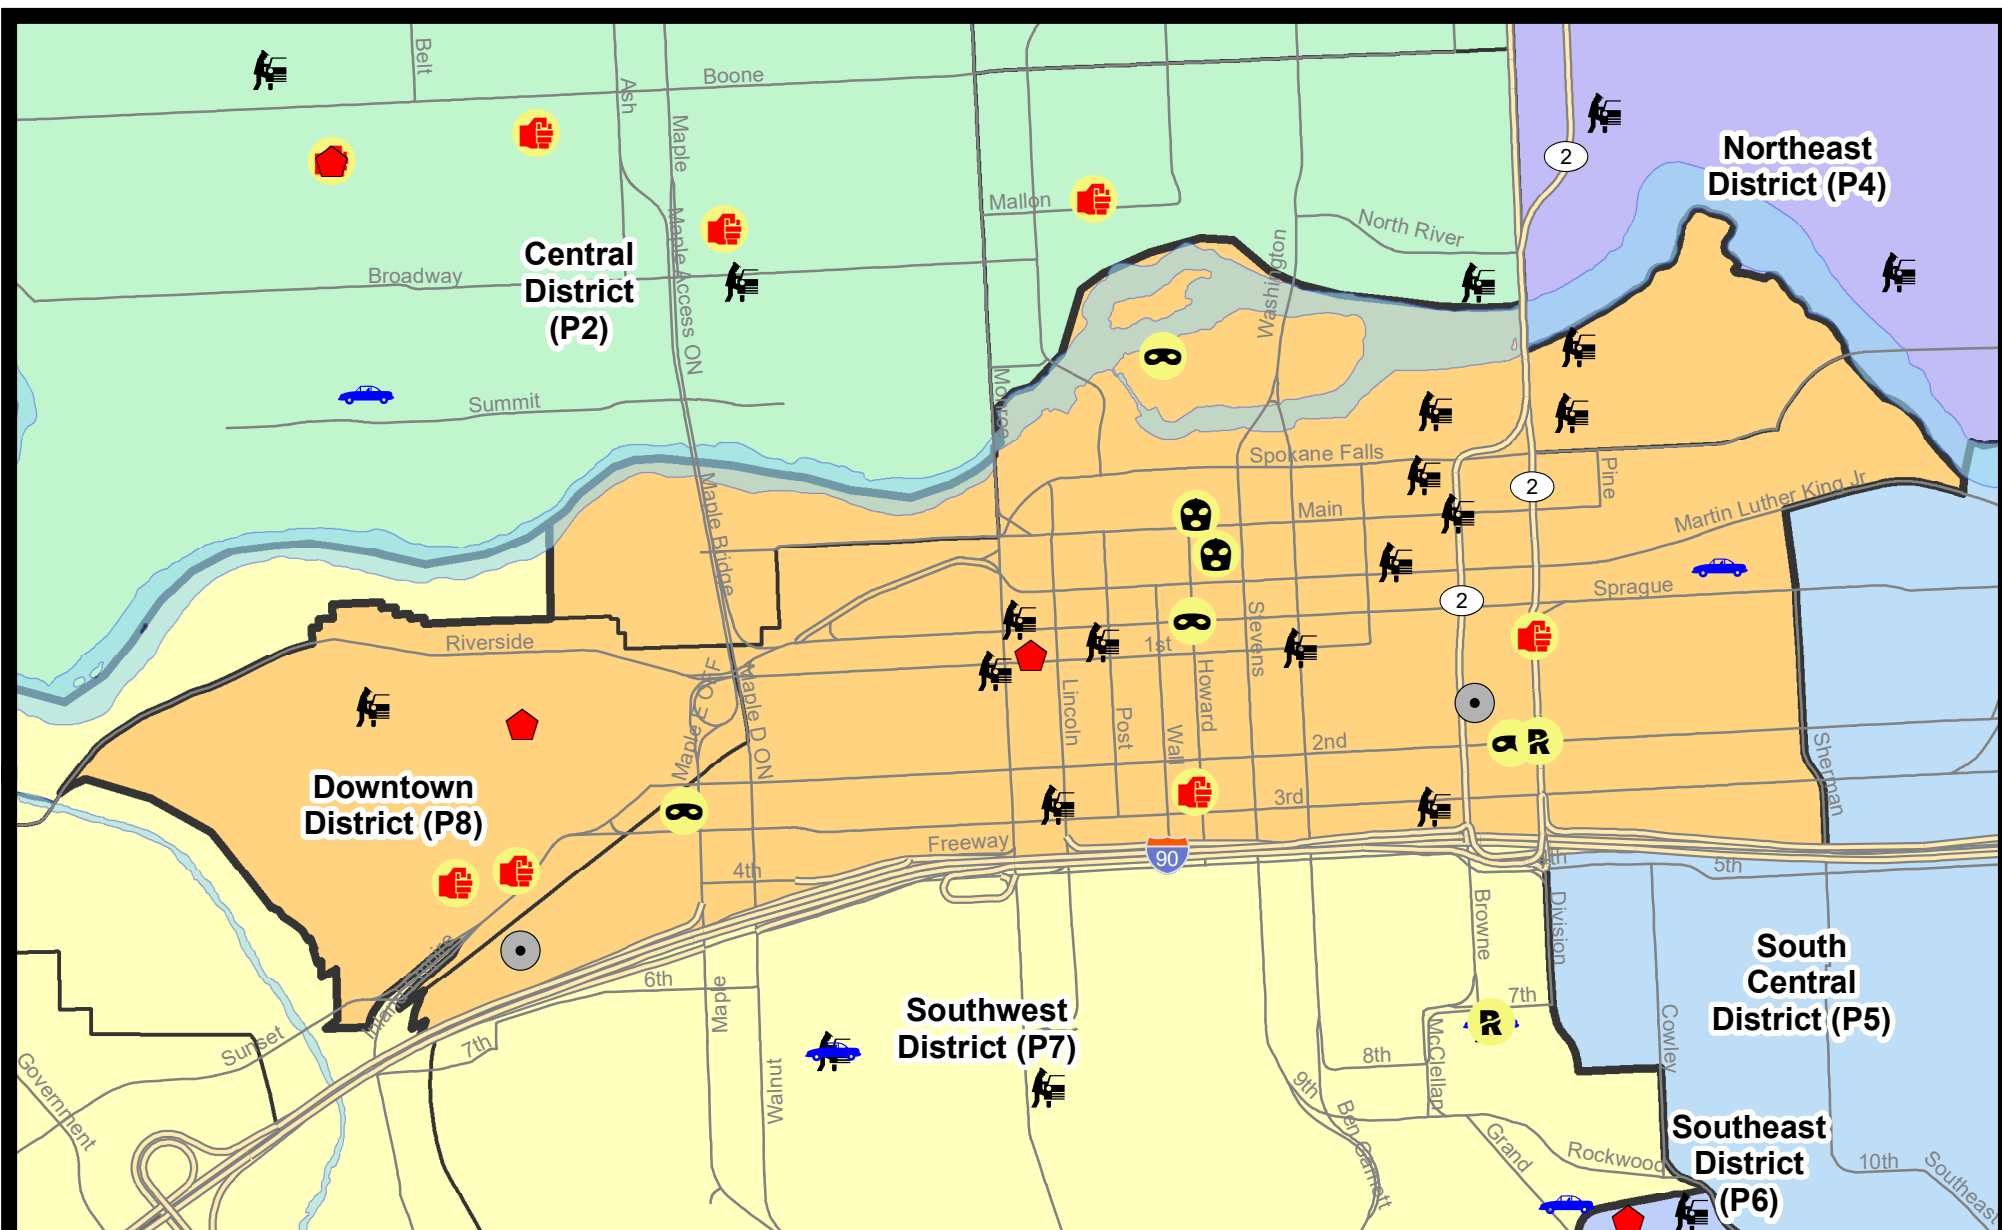 Belt
Boone
Ash
Maple
2
Northeast
District (P4)
Mallon
North River
Maple Access ON
Central
District
(P2)
Broadway
Washington
Summit
Monroe
Spokane Falls
Pine
2
Maple Bridge
Main
Martin Luther King Jr
Sprague
2
Riverside
1st
Stevens
Howard
Maple E OFF
Maple D ON
Lincoln
Post
Wall
2nd
Sherman
Downtown
District (P8)
3rd
Freeway
90
4th
4th
5th
Browne
Division
South
Central
District (P5)
6th
Maple
Southwest
District (P7)
7th
Cowley
Sunset
7th
McClellan
8th
Government
Walnut
9th
Ben Garnett
Grand
Rockwood
Southeast
District
(P6)
10th
Southeast
R
R